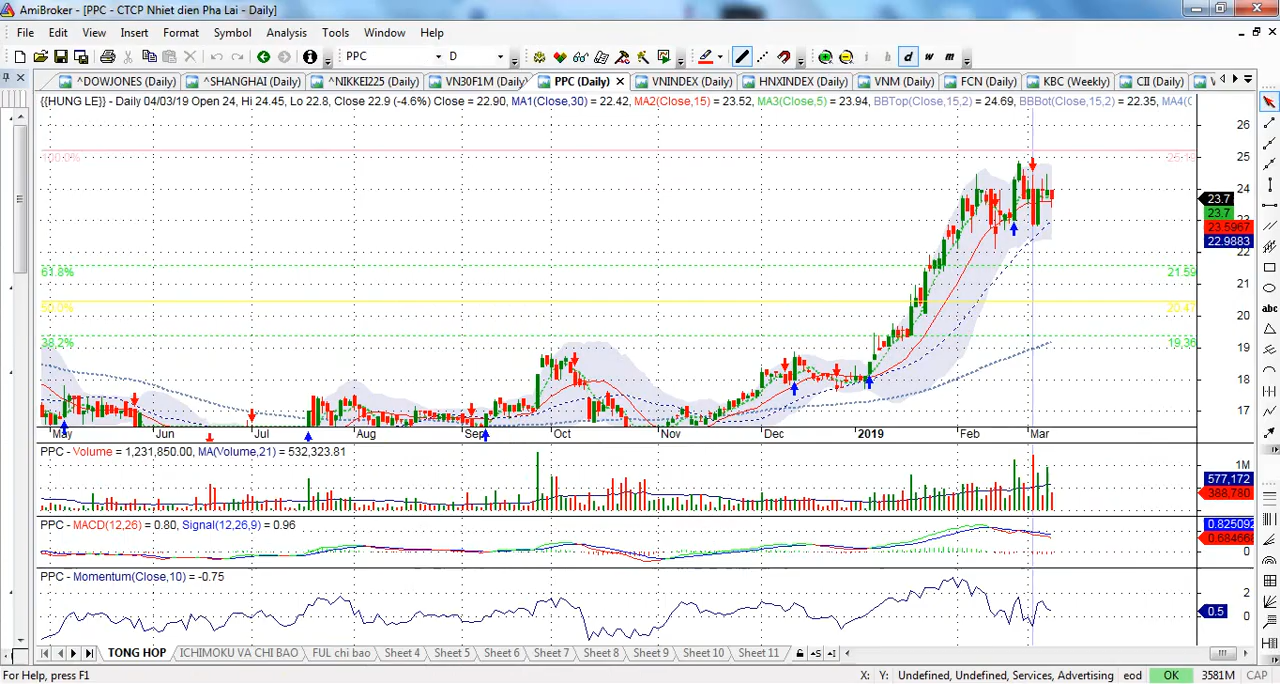 AmiBroker - [PPC - CTCP Nhiet dien Pha Lai - Daily]
File Edit View Insert Format Symbol Analysis Tools Window Help
PPC D d w m
^DOWJONES (Daily) ^SHANGHAI (Daily) ^NIKKEI225 (Daily) VN30F1M (Daily) PPC (Daily) VNINDEX (Daily) HNXINDEX (Daily) VNM (Daily) FCN (Daily) KBC (Weekly) CII (Daily)
{{HUNG LE}} - Daily 04/03/19 Open 24, Hi 24.45, Lo 22.8, Close 22.9 (-4.6%) Close = 22.90, MA1(Close,30) = 22.42, MA2(Close,15) = 23.52, MA3(Close,5) = 23.94, BBTop(Close,15,2) = 24.69, BBBot(Close,15,2) = 22.35, MA4(C
26
100.0% 25.19 25
24
23.7
23.7
23 23.5967
22.9883
22
61.8% 21.59
21
50.0% 20.47
20
38.2% 19.36
19
18
17
May Jun Jul Aug Sep Oct Nov Dec 2019 Feb Mar
PPC - Volume = 1,231,850.00, MA(Volume,21) = 532,323.81
1M
577,172
388,780
PPC - MACD(12,26) = 0.80, Signal(12,26,9) = 0.96
0.825092
0.684668
0
PPC - Momentum(Close,10) = -0.75
2
0.5
0
TONG HOP ICHIMOKU VA CHI BAO FUL chi bao Sheet 4 Sheet 5 Sheet 6 Sheet 7 Sheet 8 Sheet 9 Sheet 10 Sheet 11
For Help, press F1 X: Y: Undefined, Undefined, Services, Advertising eod OK 3581M CAP
abc